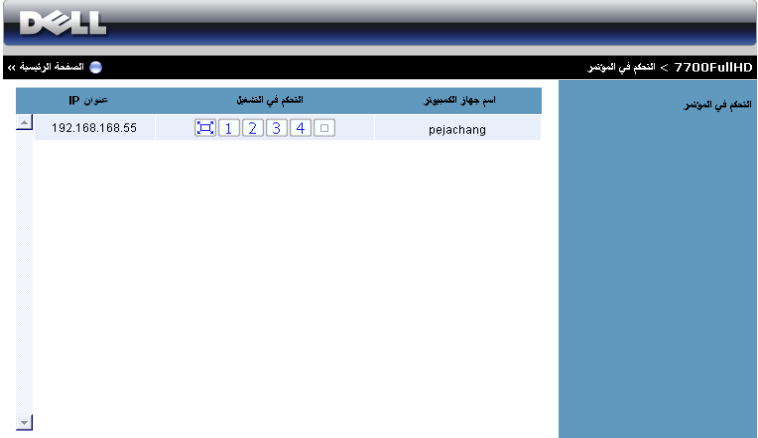 DELL
7700FullHD > التحكم في المؤتمر
الصفحة الرئيسية »
التحكم في المؤتمر
اسم جهاز الكمبيوتر
التحكم في التشغيل
عنوان IP
pejachang
1 2 3 4
192.168.168.55